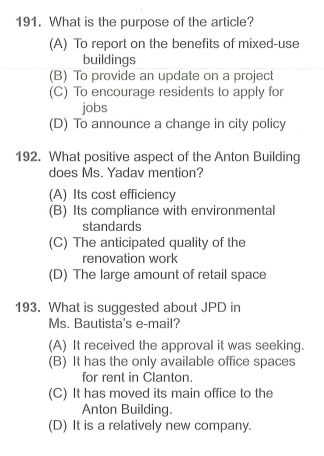 191. What is the purpose of the article?
(A) To report on the benefits of mixed-use
buildings
(B) To provide an update on a project
(C) To encourage residents to apply for
jobs
(D) To announce a change in city policy
192. What positive aspect of the Anton Building
does Ms. Yadav mention?
(A) Its cost efficiency
(B) Its compliance with environmental
standards
(C) The anticipated quality of the
renovation work
(D) The large amount of retail space
193. What is suggested about JPD in
Ms. Bautista's e-mail?
(A) It received the approval it was seeking.
(B) It has the only available office spaces
for rent in Clanton.
(C) It has moved its main office to the
Anton Building.
(D) It is a relatively new company.